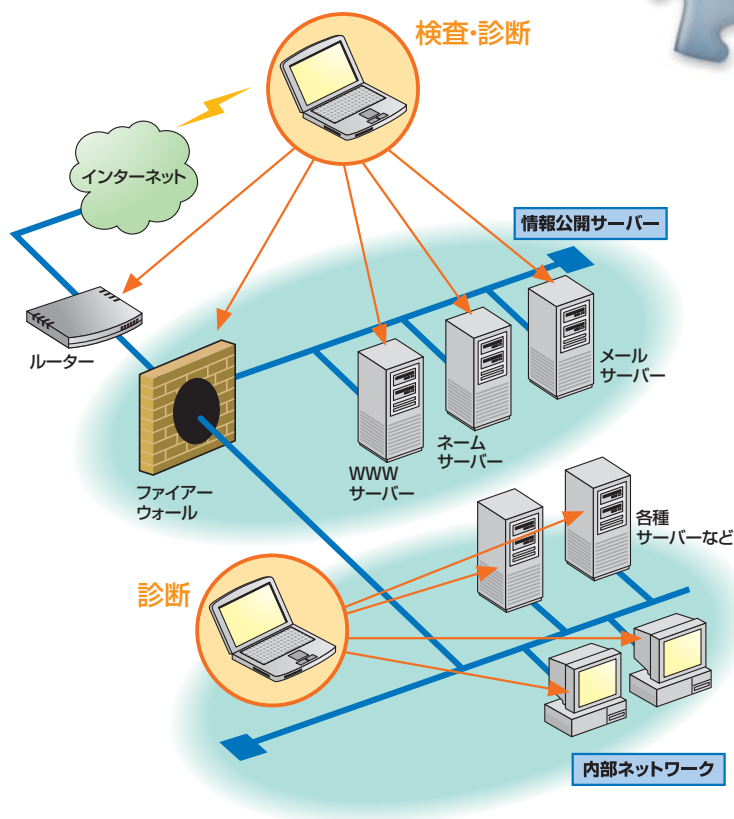 検査・診断
インターネット
情報公開サーバー
ルーター
メール
サーバー
ネーム
サーバー
WWW
サーバー
ファイアー
ウォール
各種
サーバーなど
診断
内部ネットワーク